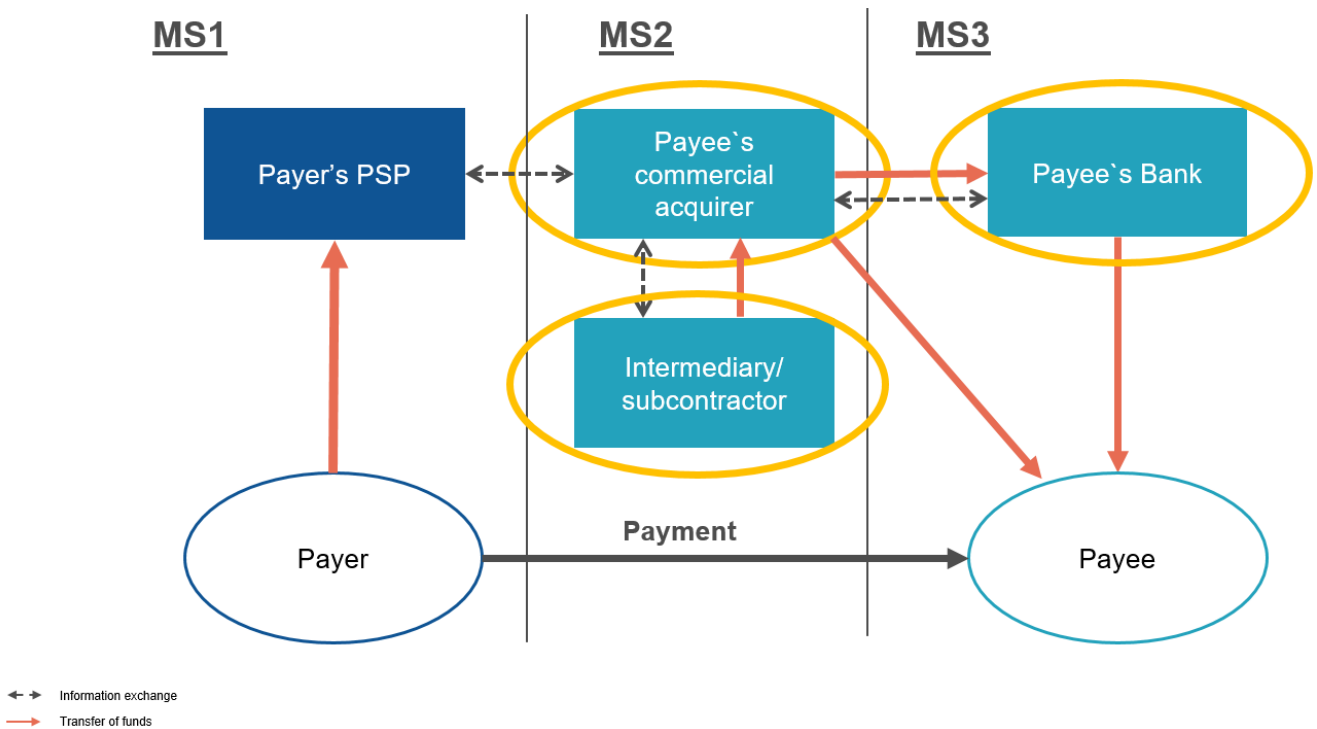 MS1
MS2
MS3
Payer's PSP
Payee`s
commercial
acquirer
Payee`s Bank
Intermediary/
subcontractor
Payment
Payer
Payee
Information exchange
Transfer of funds